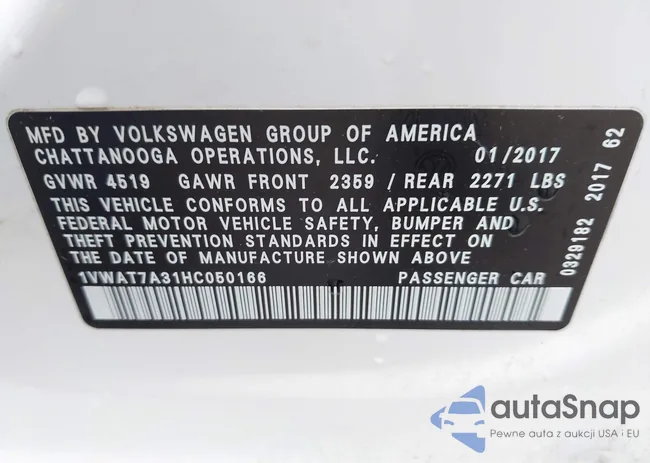 MFD BY VOLKSWAGEN GROUP OF AMERICA
CHATTANOOGA OPERATIONS, LLC. 01/2017
GVWR 4519 GAWR FRONT 2359 / REAR 2271 LBS
THIS VEHICLE CONFORMS TO ALL APPLICABLE U.S.
FEDERAL MOTOR VEHICLE SAFETY, BUMPER AND
THEFT PREVENTION STANDARDS IN EFFECT ON
THE DATE OF MANUFACTURE SHOWN ABOVE
1VWAT7A31HC050166 PASSENGER CAR
0329182 2017 62
autaSnap
Pewne auta z aukcji USA i EU